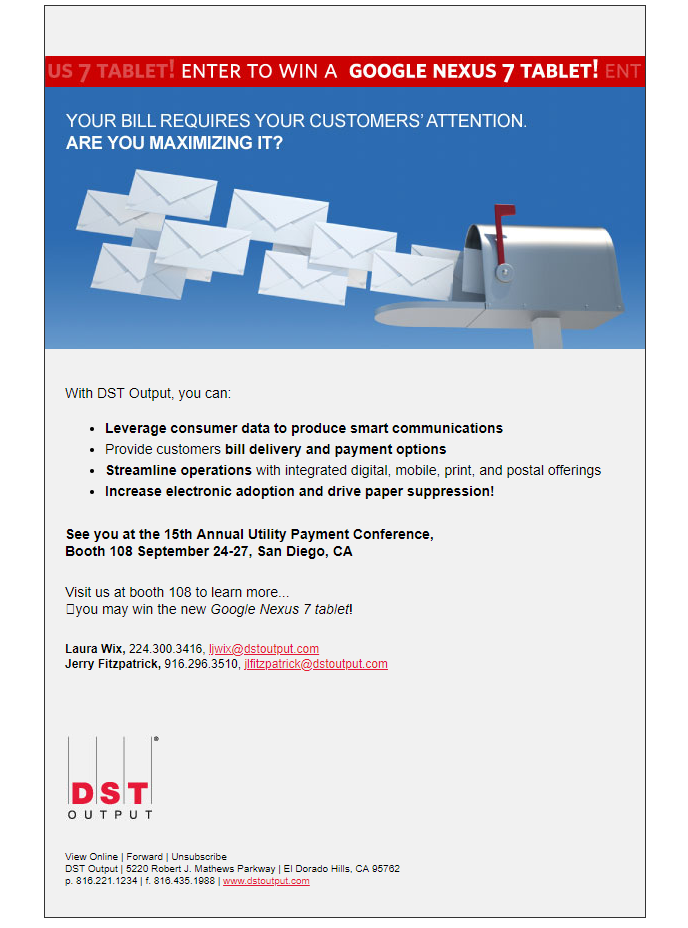 US 7 TABLET! ENTER TO WIN A GOOGLE NEXUS 7 TABLET! ENT
YOUR BILL REQUIRES YOUR CUSTOMERS' ATTENTION.
ARE YOU MAXIMIZING IT?
With DST Output, you can:
• Leverage consumer data to produce smart communications
• Provide customers bill delivery and payment options
• Streamline operations with integrated digital, mobile, print, and postal offerings
• Increase electronic adoption and drive paper suppression!
See you at the 15th Annual Utility Payment Conference,
Booth 108 September 24-27, San Diego, CA
Visit us at booth 108 to learn more...
you may win the new Google Nexus 7 tablet!
Laura Wix, 224.300.3416, ljwix@dstoutput.com
Jerry Fitzpatrick, 916.296.3510, jlfitzpatrick@dstoutput.com
DST®
OUTPUT
View Online | Forward | Unsubscribe
DST Output | 5220 Robert J. Mathews Parkway | El Dorado Hills, CA 95762
p. 816.221.1234 | f. 816.435.1988 | www.dstoutput.com